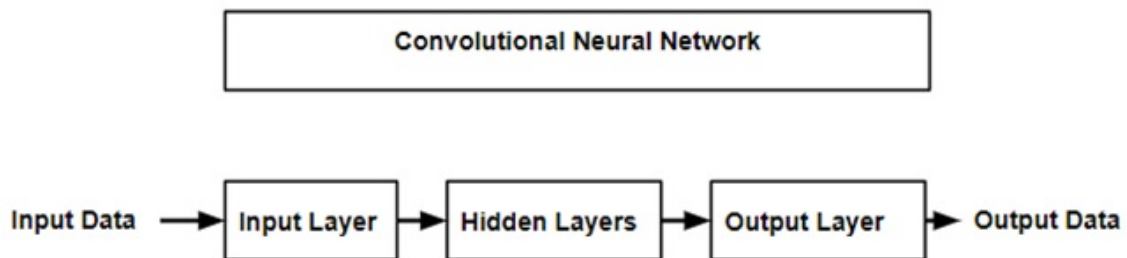 Convolutional Neural Network
Input Data Input Layer Hidden Layers Output Layer Output Data